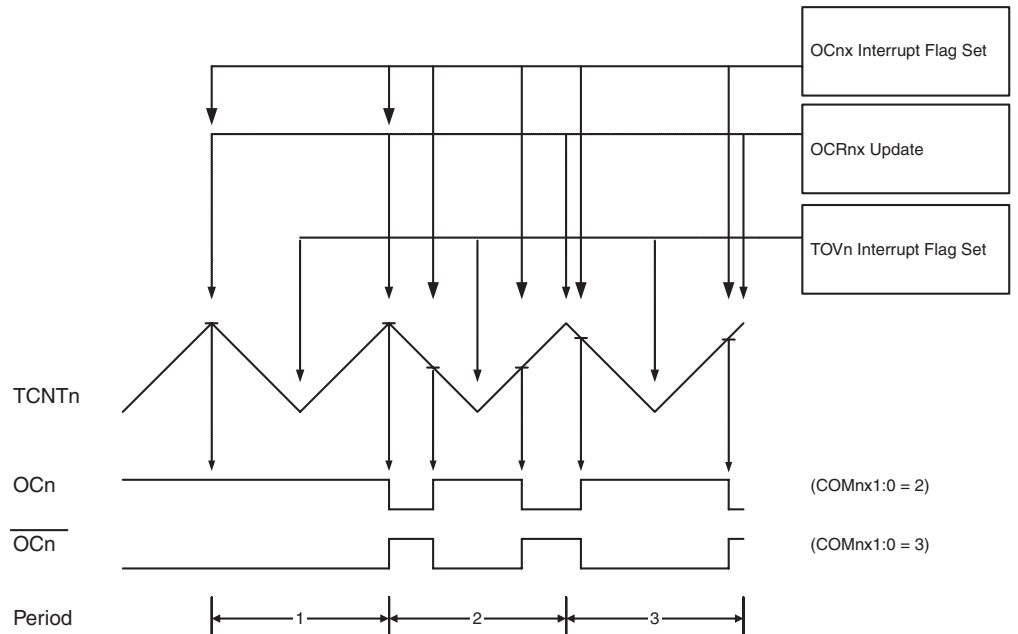 OCnx Interrupt Flag Set
OCRnx Update
TOVn Interrupt Flag Set
TCNTn
OCn
(COMnx1:0 = 2)
OCn
(COMnx1:0 = 3)
Period
1
2
3